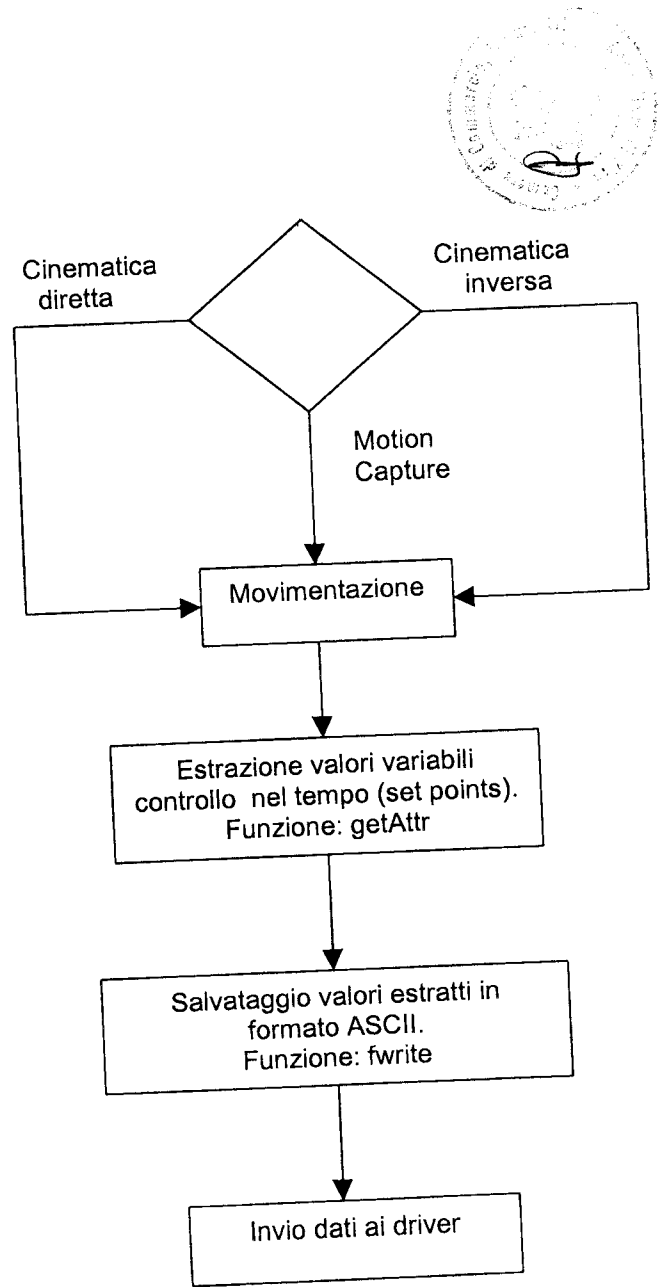 Cinematica
diretta
Cinematica
inversa
Motion
Capture
Movimentazione
Estrazione valori variabili
controllo nel tempo (set points).
Funzione: getAttr
Salvataggio valori estratti in
formato ASCII.
Funzione: fwrite
Invio dati ai driver